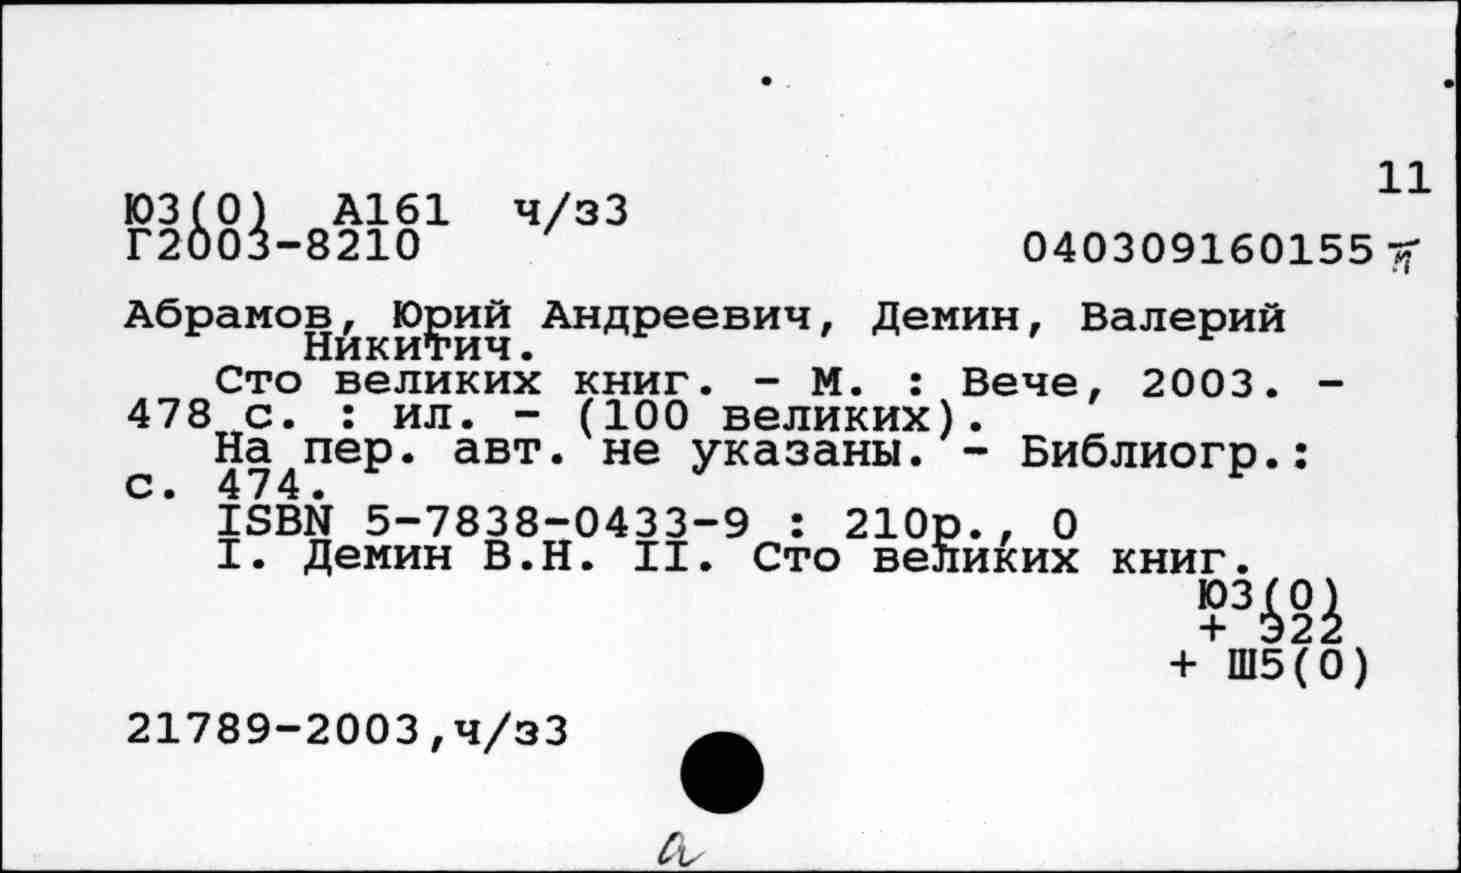 11
Ю3(0) А161 ч/з3
Г2003-8210
040309160155
Абрамов, Юрий Андреевич, Демин, Валерий
Никитич.
Сто великих книг. - М. : Вече, 2003. -
478 с. : ил. - (100 великих).
На пер. авт. не указаны. - Библиогр.:
с. 474.
ISBN 5-7838-0433-9 : 210р., 0
I. Демин В.Н. II. Сто великих книг.
Ю3(0)
+ Э22
+ Ш5(0)
21789-2003,ч/з3
а